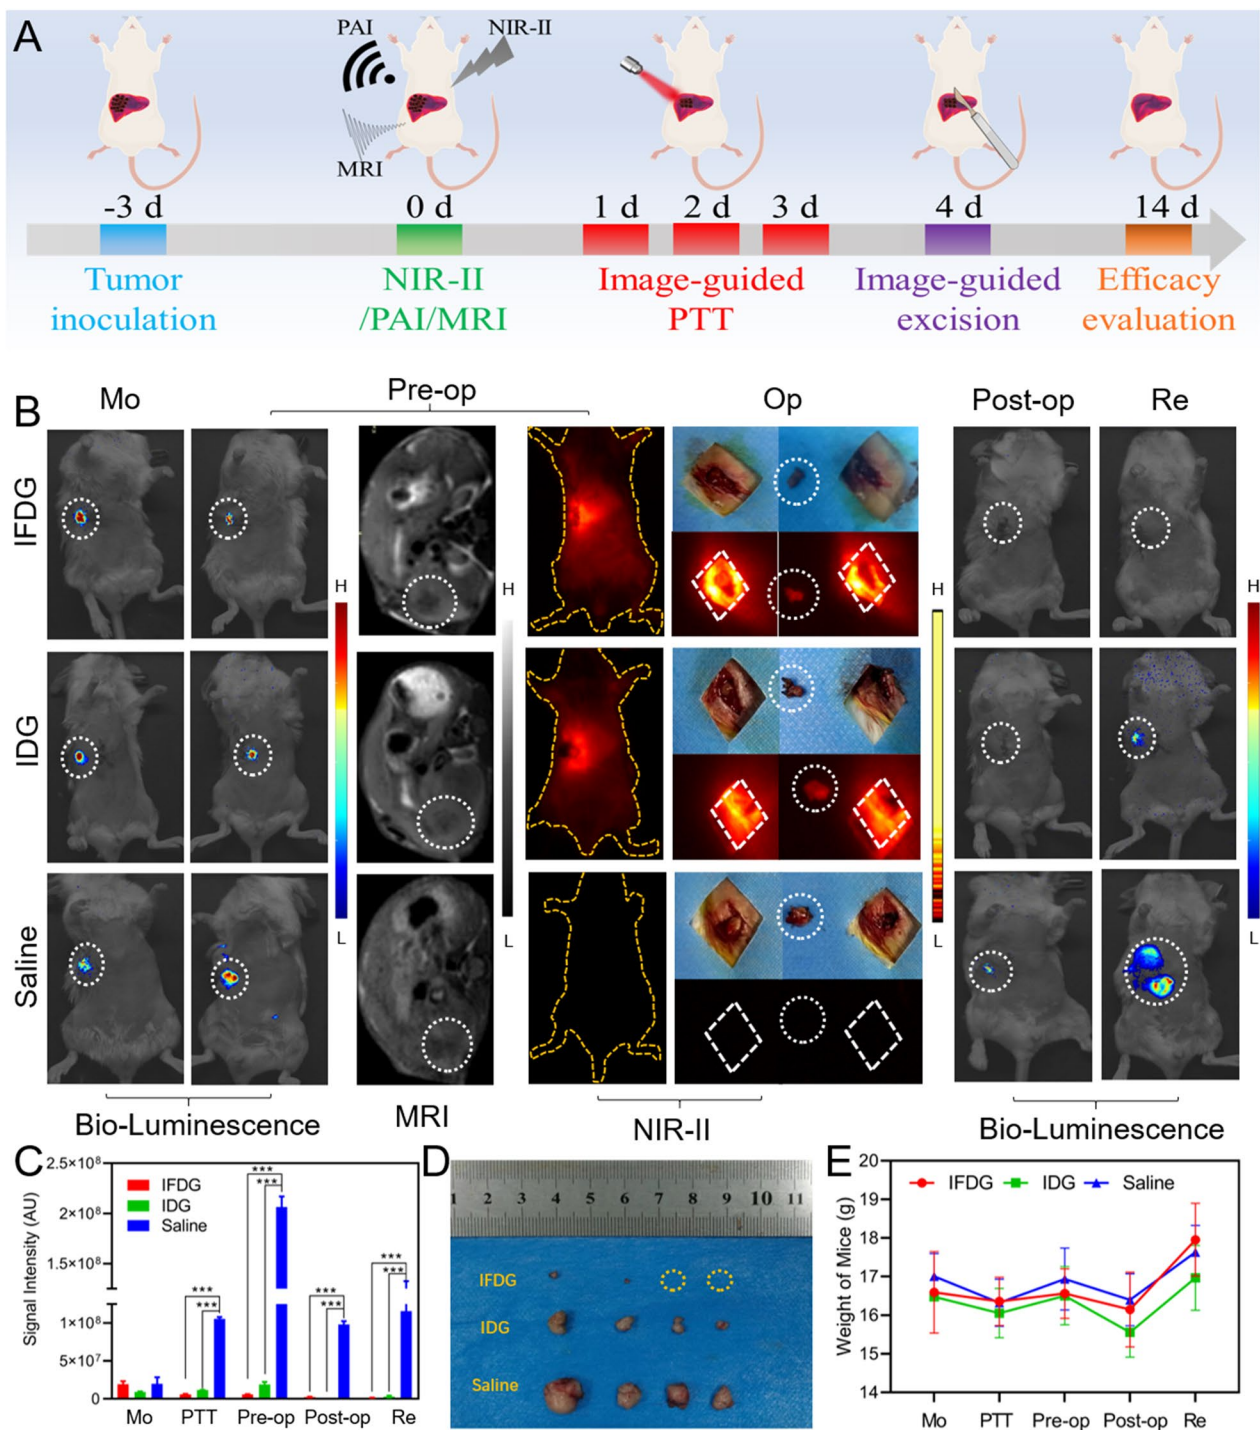 A
PAI
NIR-II
MRI
-3 d
0 d
1 d
2 d
3 d
4 d
14 d
Tumor
inoculation
NIR-II
/PAI/MRI
Image-guided
PTT
Image-guided
excision
Efficacy
evaluation
B
Mo
Pre-op
Op
Post-op
Re
IFDG
IDG
Saline
H
L
H
L
H
L
H
L
Bio-Luminescence
MRI
NIR-II
Bio-Luminescence
C
Signal Intensity (AU)
2.5×10⁸
2×10⁸
1.5×10⁸
1×10⁸
5×10⁷
0
IFDG
IDG
Saline
***
***
***
***
***
***
***
***
Mo PTT Pre-op Post-op Re
D
1 2 3 4 5 6 7 8 9 10 11
IFDG
IDG
Saline
E
Weight of Mice (g)
20
19
18
17
16
15
14
IFDG IDG Saline
Mo PTT Pre-op Post-op Re